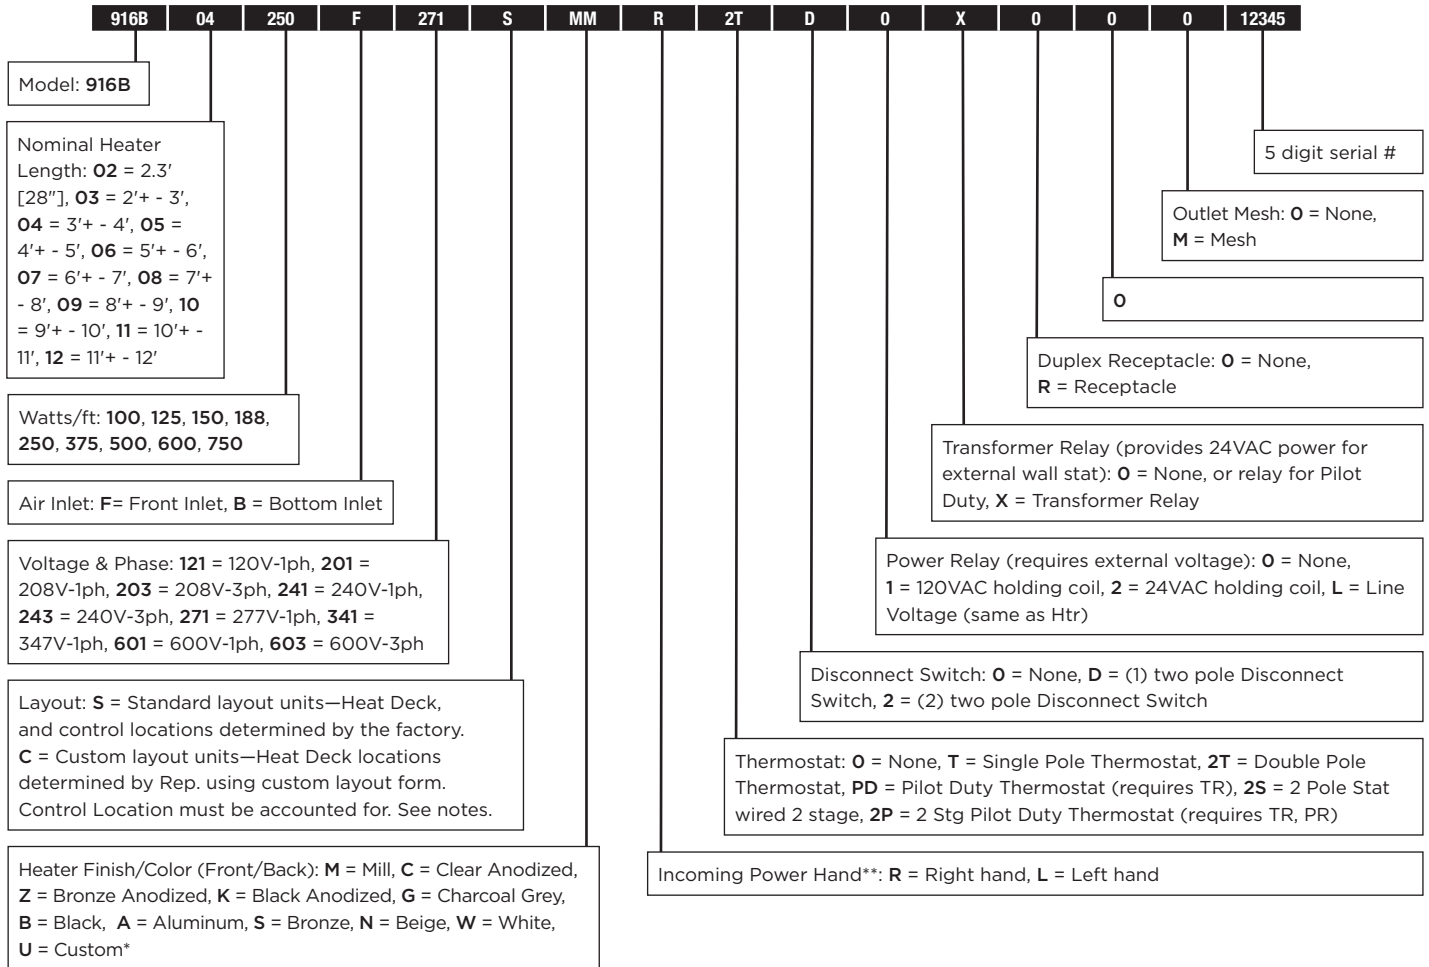 916B 04 250 F 271 S MM R 2T D 0 X 0 0 0 12345
Model: 916B
Nominal Heater
Length: 02 = 2.3'
[28"], 03 = 2'+ - 3',
04 = 3'+ - 4', 05 =
4'+ - 5', 06 = 5'+ - 6',
07 = 6'+ - 7', 08 = 7'+
- 8', 09 = 8'+ - 9', 10
= 9'+ - 10', 11 = 10'+ -
11', 12 = 11'+ - 12'
Watts/ft: 100, 125, 150, 188,
250, 375, 500, 600, 750
Air Inlet: F= Front Inlet, B = Bottom Inlet
Voltage & Phase: 121 = 120V-1ph, 201 =
208V-1ph, 203 = 208V-3ph, 241 = 240V-1ph,
243 = 240V-3ph, 271 = 277V-1ph, 341 =
347V-1ph, 601 = 600V-1ph, 603 = 600V-3ph
Layout: S = Standard layout units—Heat Deck,
and control locations determined by the factory.
C = Custom layout units—Heat Deck locations
determined by Rep. using custom layout form.
Control Location must be accounted for. See notes.
Heater Finish/Color (Front/Back): M = Mill, C = Clear Anodized,
Z = Bronze Anodized, K = Black Anodized, G = Charcoal Grey,
B = Black, A = Aluminum, S = Bronze, N = Beige, W = White,
U = Custom*
5 digit serial #
Outlet Mesh: 0 = None,
M = Mesh
0
Duplex Receptacle: 0 = None,
R = Receptacle
Transformer Relay (provides 24VAC power for
external wall stat): 0 = None, or relay for Pilot
Duty, X = Transformer Relay
Power Relay (requires external voltage): 0 = None,
1 = 120VAC holding coil, 2 = 24VAC holding coil, L = Line
Voltage (same as Htr)
Disconnect Switch: 0 = None, D = (1) two pole Disconnect
Switch, 2 = (2) two pole Disconnect Switch
Thermostat: 0 = None, T = Single Pole Thermostat, 2T = Double Pole
Thermostat, PD = Pilot Duty Thermostat (requires TR), 2S = 2 Pole Stat
wired 2 stage, 2P = 2 Stg Pilot Duty Thermostat (requires TR, PR)
Incoming Power Hand**: R = Right hand, L = Left hand